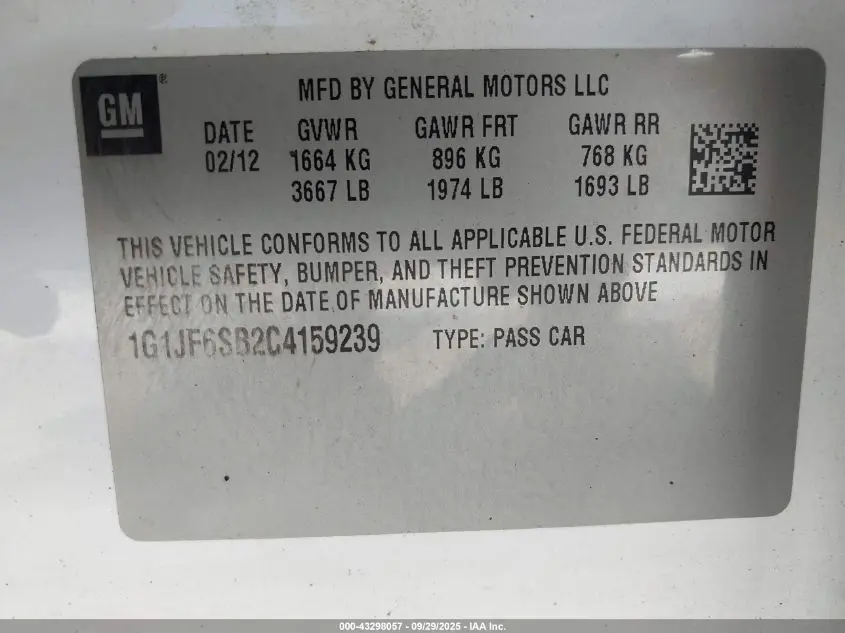 GM®
MFD BY GENERAL MOTORS LLC
DATE GVWR GAWR FRT GAWR RR
02/12 1664 KG 896 KG 768 KG
3667 LB 1974 LB 1693 LB
THIS VEHICLE CONFORMS TO ALL APPLICABLE U.S. FEDERAL MOTOR
VEHICLE SAFETY, BUMPER, AND THEFT PREVENTION STANDARDS IN
EFFECT ON THE DATE OF MANUFACTURE SHOWN ABOVE
1G1JF6SB2C4159239 TYPE: PASS CAR
000-43298057 - 09/29/2025 - IAA Inc.